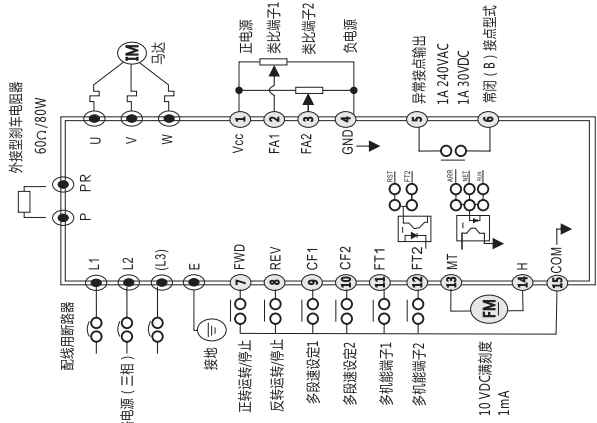 外接型刹车电阻器
60Ω/80W
马达
IM
正电源
类比端子1
类比端子2
负电源
异常接点输出
1A 240VAC
1A 30VDC
常闭（B）接点型式
1
2
3
4
5
6
U
V
W
Vcc
FA1
FA2
GND
PR
P
RST
FT2
ARR
NET
RUN
L1
L2
(L3)
E
FWD
REV
CF1
CF2
FT1
FT2
MT
H
COM
7
8
9
10
11
12
13
14
15
FM
配线用断路器
电源（三相）
接地
正转运转/停止
反转运转/停止
多段速设定1
多段速设定2
多机能端子1
多机能端子2
10 VDC满刻度
1mA